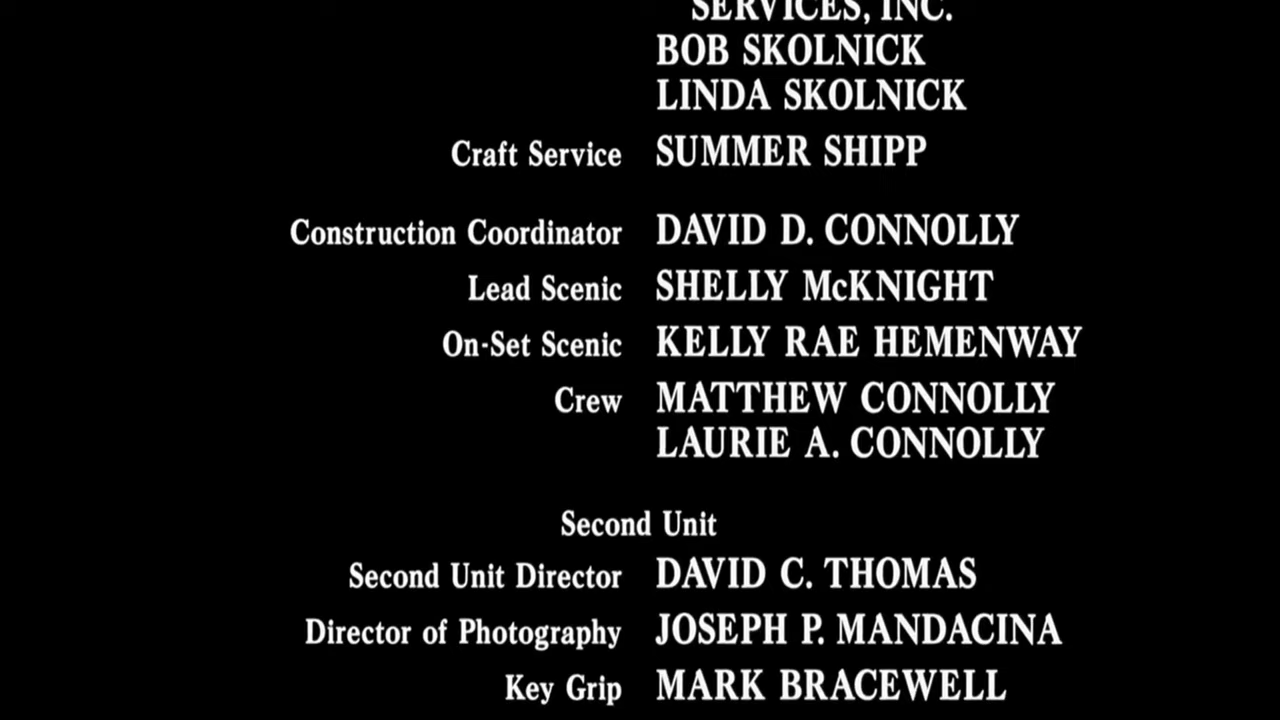 SERVICES, INC.
BOB SKOLNICK
LINDA SKOLNICK
Craft Service SUMMER SHIPP
Construction Coordinator DAVID D. CONNOLLY
Lead Scenic SHELLY McKNIGHT
On-Set Scenic KELLY RAE HEMENWAY
Crew MATTHEW CONNOLLY
LAURIE A. CONNOLLY
Second Unit
Second Unit Director DAVID C. THOMAS
Director of Photography JOSEPH P. MANDACINA
Key Grip MARK BRACEWELL